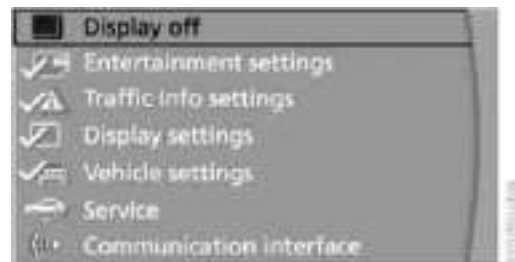 Display off
Entertainment settings
Traffic Info settings
Display settings
Vehicle settings
Service
Communication interface